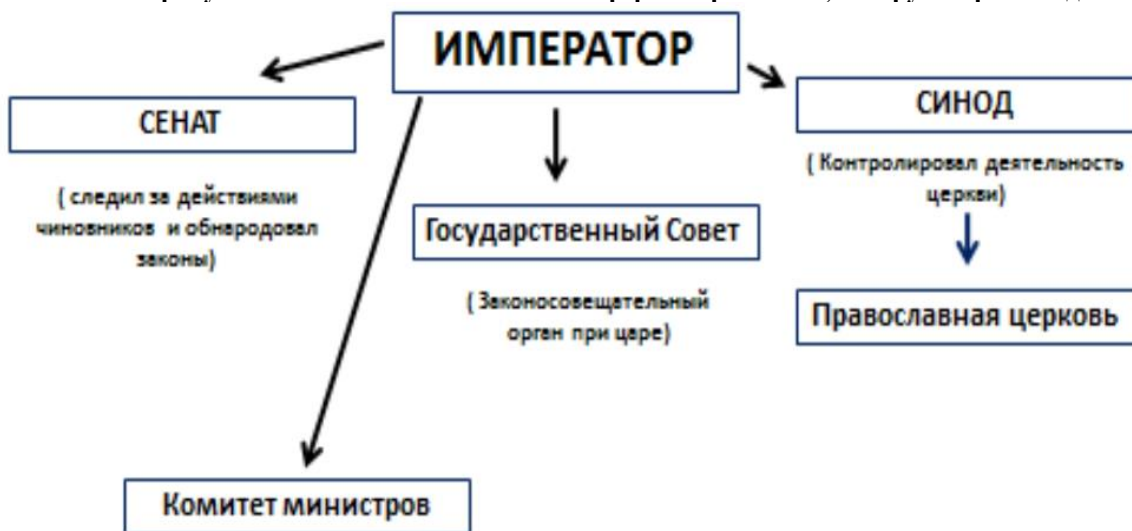 ИМПЕРАТОР
СЕНАТ
( следил за действиями
чиновников и обнародовал
законы)
Государственный Совет
( Законосовещательный
орган при царе)
СИНОД
( Контролировал деятельность
церкви)
Православная церковь
Комитет министров